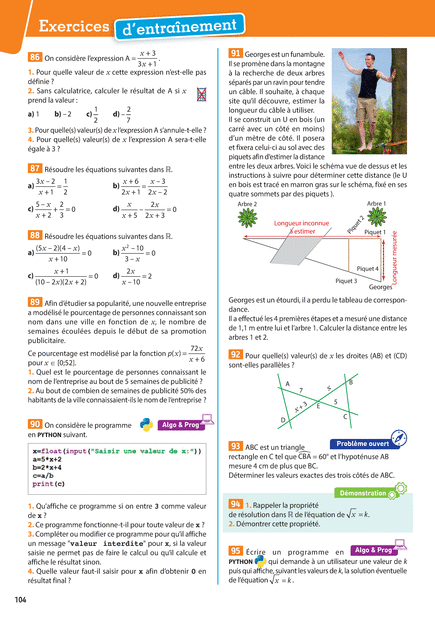 Exercices d'entraînement
86 On considère l'expression A = (x + 3)/(3x + 1).
1. Pour quelle valeur de x cette expression n'est-elle pas
définie ?
2. Sans calculatrice, calculer le résultat de A si x
prend la valeur :
a) 1 b) –2 c) 1/2 d) –2/7
3. Pour quelle(s) valeur(s) de x l'expression A s'annule-t-elle ?
4. Pour quelle(s) valeur(s) de x l'expression A sera-t-elle
égale à 3 ?
87 Résoudre les équations suivantes dans ℝ.
a) (3x – 2)/(x + 1) = 1/2 b) (x + 6)/(2x + 1) = (x – 3)/(2x – 2)
c) (5 – x)/(x + 2) + 2/3 = 0 d) x/(x + 5) – 2x/(2x + 3) = 0
88 Résoudre les équations suivantes dans ℝ.
a) (5x – 2)(4 – x)/(x + 10) = 0 b) (x² – 10)/(3 – x) = 0
c) (x + 1)/((10 – 2x)(2x + 2)) = 0 d) 2x/(x – 10) = 2
89 Afin d'étudier sa popularité, une nouvelle entreprise
a modélisé le pourcentage de personnes connaissant son
nom dans une ville en fonction de x, le nombre de
semaines écoulées depuis le début de sa promotion
publicitaire.
Ce pourcentage est modélisé par la fonction p(x) = 72x/(x + 6)
pour x ∈ [0;52].
1. Quel est le pourcentage de personnes connaissant le
nom de l'entreprise au bout de 5 semaines de publicité ?
2. Au bout de combien de semaines de publicité 50% des
habitants de la ville connaissaient-ils le nom de l'entreprise ?
90 On considère le programme
en PYTHON suivant.
Algo & Prog
x=float(input("Saisir une valeur de x:"))
a=5*x+2
b=2*x+4
c=a/b
print(c)
1. Qu'affiche ce programme si on entre 3 comme valeur
de x ?
2. Ce programme fonctionne-t-il pour toute valeur de x ?
3. Compléter ou modifier ce programme pour qu'il affiche
un message "valeur interdite" pour x, si la valeur
saisie ne permet pas de faire le calcul ou qu'il calcule et
affiche le résultat sinon.
4. Quelle valeur faut-il saisir pour x afin d'obtenir 0 en
résultat final ?
91 Georges est un funambule.
Il se promène dans la montagne
à la recherche de deux arbres
séparés par un ravin pour tendre
un câble. Il souhaite, à chaque
site qu'il découvre, estimer la
longueur du câble à utiliser.
Il se construit un U en bois (un
carré avec un côté en moins)
d'un mètre de côté. Il posera
et fixera celui-ci au sol avec des
piquets afin d'estimer la distance
entre les deux arbres. Voici le schéma vue de dessus et les
instructions à suivre pour déterminer cette distance (le U
en bois est tracé en marron gras sur le schéma, fixé en ses
quatre sommets par des piquets).
Arbre 2
Arbre 1
Longueur inconnue
à estimer
Piquet 2
Piquet 1
Piquet 4
Piquet 3
Longueur mesurée
Georges
Georges est un étourdi, il a perdu le tableau de correspon-
dance.
Il a effectué les 4 premières étapes et a mesuré une distance
de 1,1 m entre lui et l'arbre 1. Calculer la distance entre les
arbres 1 et 2.
92 Pour quelle(s) valeur(s) de x les droites (AB) et (CD)
sont-elles parallèles ?
A
B
7
x + 3
E
5
C
D
93 ABC est un triangle
Problème ouvert
rectangle en C tel que CBA = 60° et l'hypoténuse AB
mesure 4 cm de plus que BC.
Déterminer les valeurs exactes des trois côtés de ABC.
Démonstration
94 1. Rappeler la propriété
de résolution dans ℝ de l'équation de √x = k.
2. Démontrer cette propriété.
95 Écrire un programme en
Algo & Prog
PYTHON qui demande à un utilisateur une valeur de k
puis qui affiche, suivant les valeurs de k, la solution éventuelle
de l'équation √x = k.
104